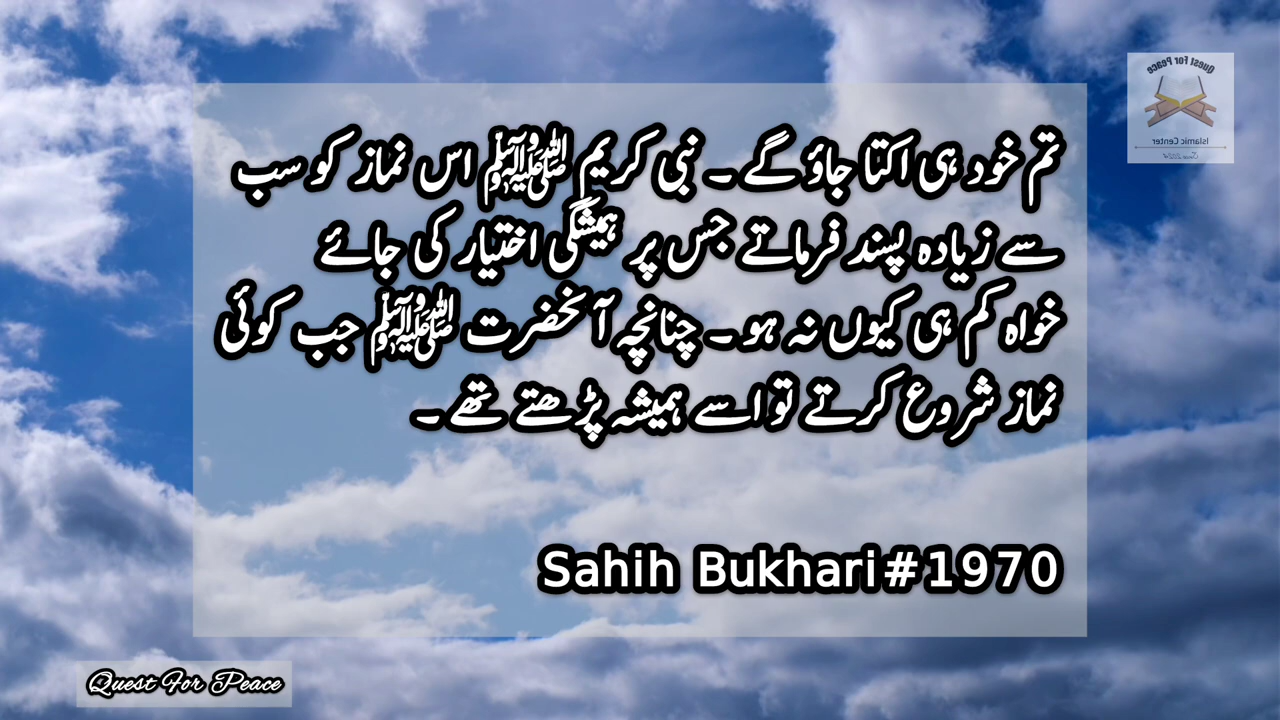 تم خود ہی اکتا جاؤ گے ۔ نبی کریم ﷺ اس نماز کو سب
سے زیادہ پسند فرماتے جس پر ہمیشگی اختیار کی جائے
خواہ کم ہی کیوں نہ ہو ۔ چنانچہ آنحضرت ﷺ جب کوئی
نماز شروع کرتے تو اسے ہمیشہ پڑھتے تھے ۔
Sahih Bukhari#1970
Quest For Peace
Islamic Center
Quest For Peace